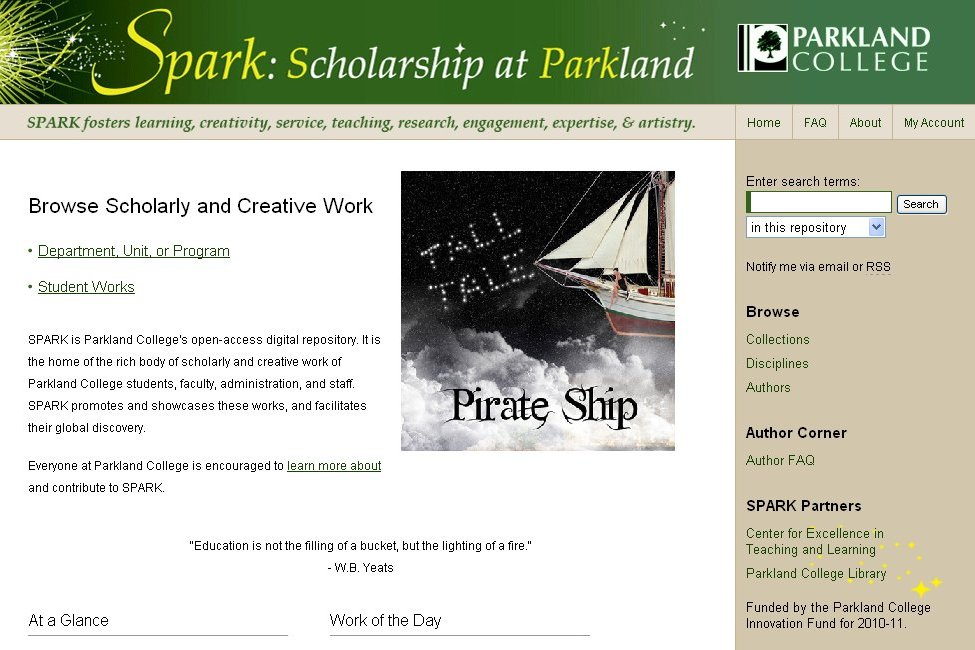 Spark: Scholarship at Parkland
PARKLAND
COLLEGE
SPARK fosters learning, creativity, service, teaching, research, engagement, expertise, & artistry.
Home
FAQ
About
My Account
Browse Scholarly and Creative Work
• Department, Unit, or Program
• Student Works
SPARK is Parkland College's open-access digital repository. It is
the home of the rich body of scholarly and creative work of
Parkland College students, faculty, administration, and staff.
SPARK promotes and showcases these works, and facilitates
their global discovery.
Everyone at Parkland College is encouraged to learn more about
and contribute to SPARK.
TALL
TALE
Pirate Ship
"Education is not the filling of a bucket, but the lighting of a fire."
- W.B. Yeats
At a Glance
Work of the Day
Enter search terms:
Search
in this repository
Notify me via email or RSS
Browse
Collections
Disciplines
Authors
Author Corner
Author FAQ
SPARK Partners
Center for Excellence in
Teaching and Learning
Parkland College Library
Funded by the Parkland College
Innovation Fund for 2010-11.